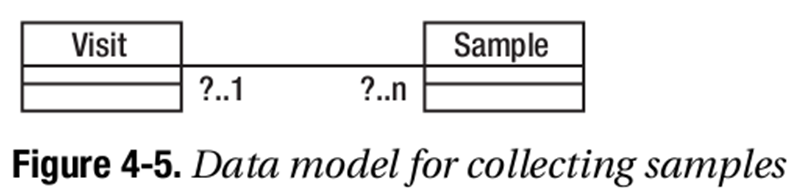 Visit
Sample
?..1
?..n
Figure 4-5. Data model for collecting samples